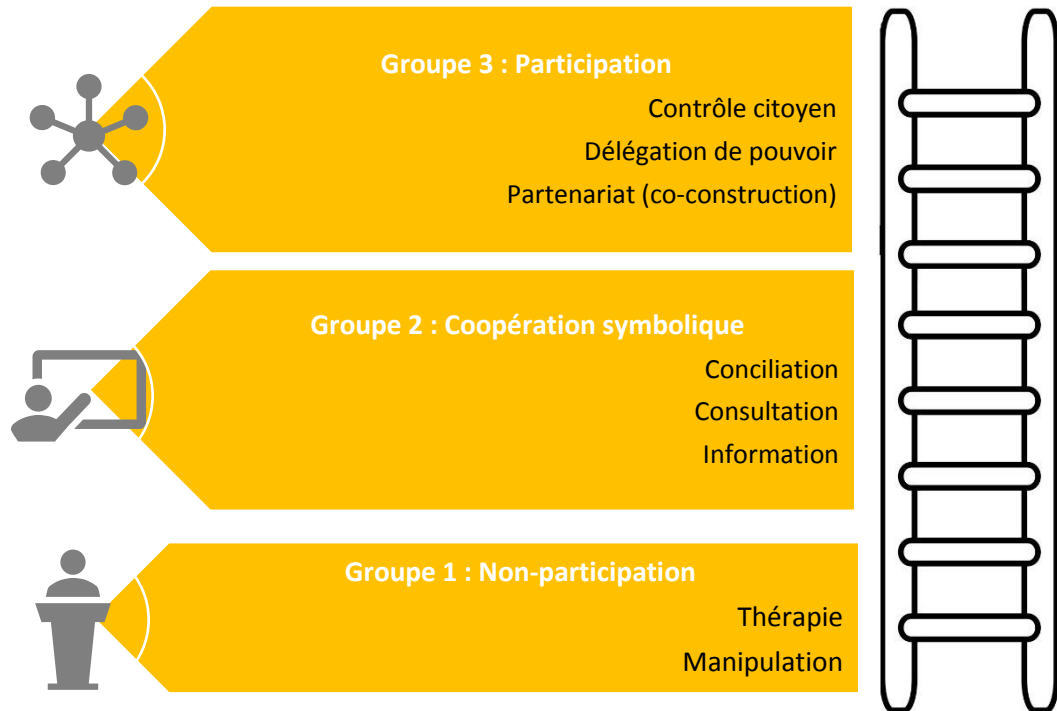 Groupe 3 : Participation
Contrôle citoyen
Délégation de pouvoir
Partenariat (co-construction)
Groupe 2 : Coopération symbolique
Conciliation
Consultation
Information
Groupe 1 : Non-participation
Thérapie
Manipulation